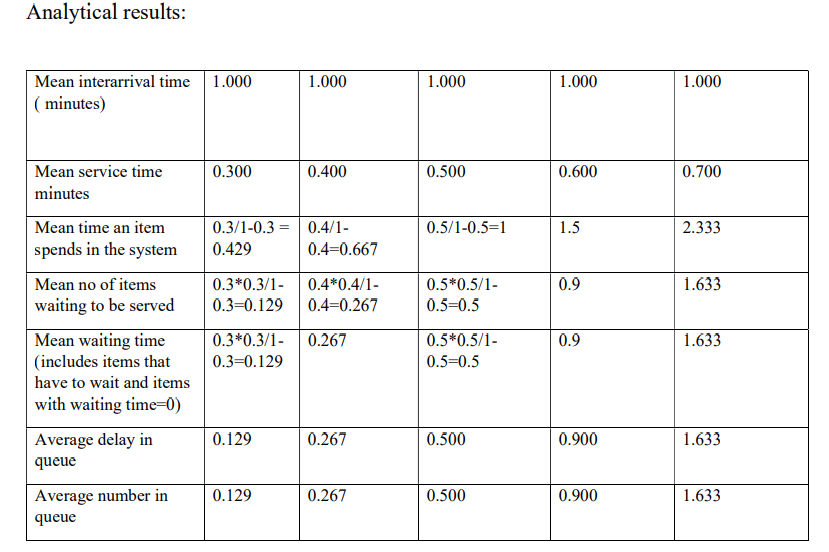 Analytical results:
Mean interarrival time 1.000 1.000 1.000 1.000 1.000
( minutes)
Mean service time 0.300 0.400 0.500 0.600 0.700
minutes
Mean time an item 0.3/1-0.3 = 0.4/1- 0.5/1-0.5=1 1.5 2.333
spends in the system 0.429 0.4=0.667
Mean no of items 0.3*0.3/1- 0.4*0.4/1- 0.5*0.5/1- 0.9 1.633
waiting to be served 0.3=0.129 0.4=0.267 0.5=0.5
Mean waiting time 0.3*0.3/1- 0.267 0.5*0.5/1- 0.9 1.633
(includes items that 0.3=0.129 0.5=0.5
have to wait and items
with waiting time=0)
Average delay in 0.129 0.267 0.500 0.900 1.633
queue
Average number in 0.129 0.267 0.500 0.900 1.633
queue